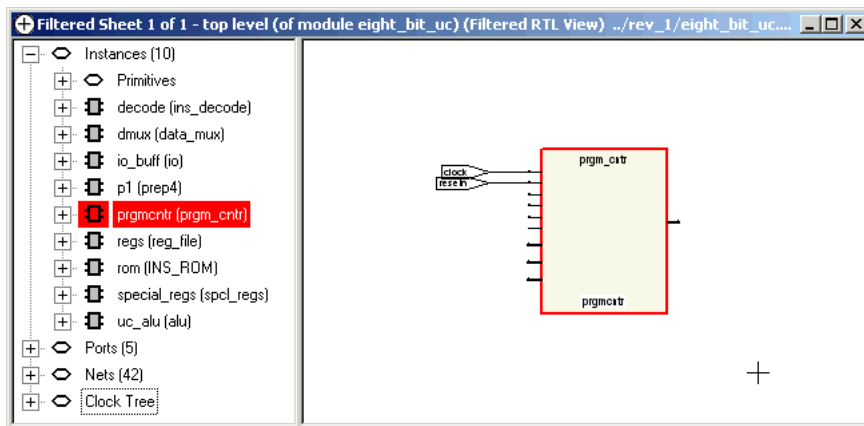 Filtered Sheet 1 of 1 - top level (of module eight_bit_uc) (Filtered RTL View) ../rev_1/eight_bit_uc....
Instances (10)
Primitives
decode (ins_decode)
dmux (data_mux)
io_buff (io)
p1 (prep4)
prgmcntr (prgm_cntr)
regs (reg_file)
rom (INS_ROM)
special_regs (spcl_regs)
uc_alu (alu)
Ports (5)
Nets (42)
Clock Tree
prgm_cntr
clock
prgmcntr